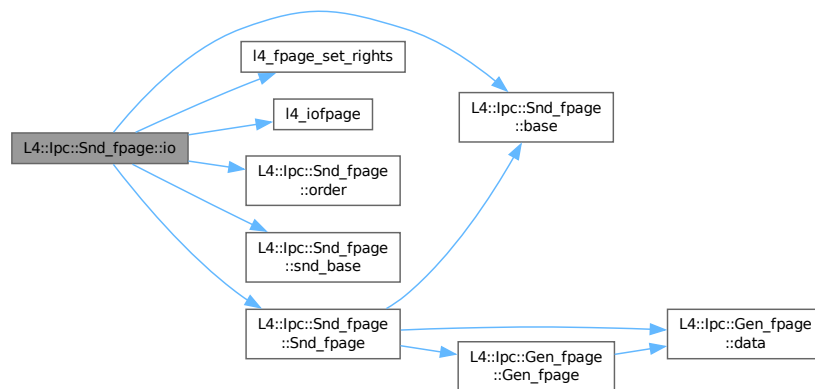 L4::Ipc::Snd_fpage::io
l4_fpage_set_rights
l4_iofpage
L4::Ipc::Snd_fpage
::order
L4::Ipc::Snd_fpage
::snd_base
L4::Ipc::Snd_fpage
::Snd_fpage
L4::Ipc::Snd_fpage
::base
L4::Ipc::Gen_fpage
::Gen_fpage
L4::Ipc::Gen_fpage
::data